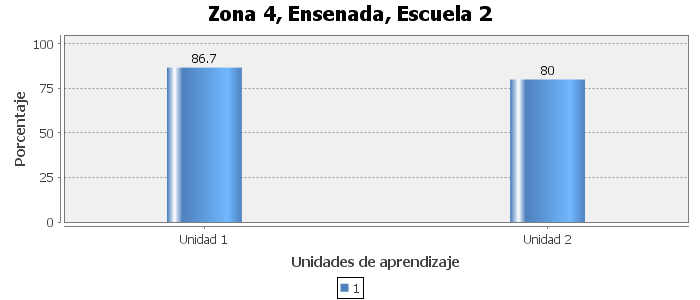 Zona 4, Ensenada, Escuela 2
100
75
50
25
0
Porcentaje
86.7
80
Unidad 1
Unidad 2
Unidades de aprendizaje
1